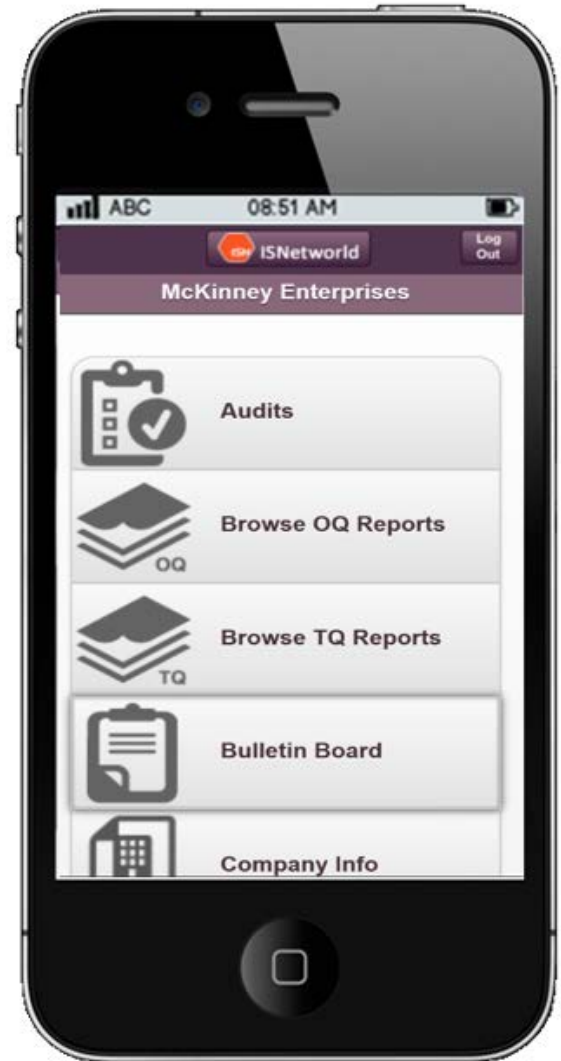 ABC 08:51 AM
ISN ISNetworld
Log
Out
McKinney Enterprises
Audits
Browse OQ Reports
OQ
Browse TQ Reports
TQ
Bulletin Board
Company Info